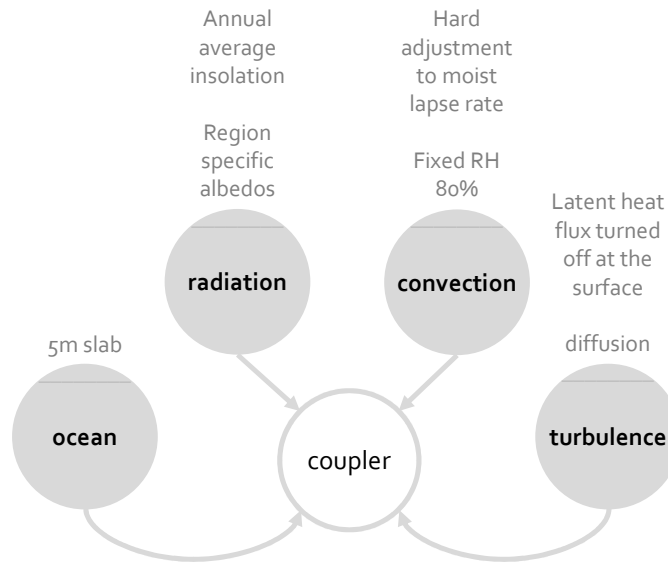 Annual
average
insolation
Region
specific
albedos
radiation
Hard
adjustment
to moist
lapse rate
Fixed RH
80%
convection
Latent heat
flux turned
off at the
surface
diffusion
turbulence
5m slab
ocean
coupler